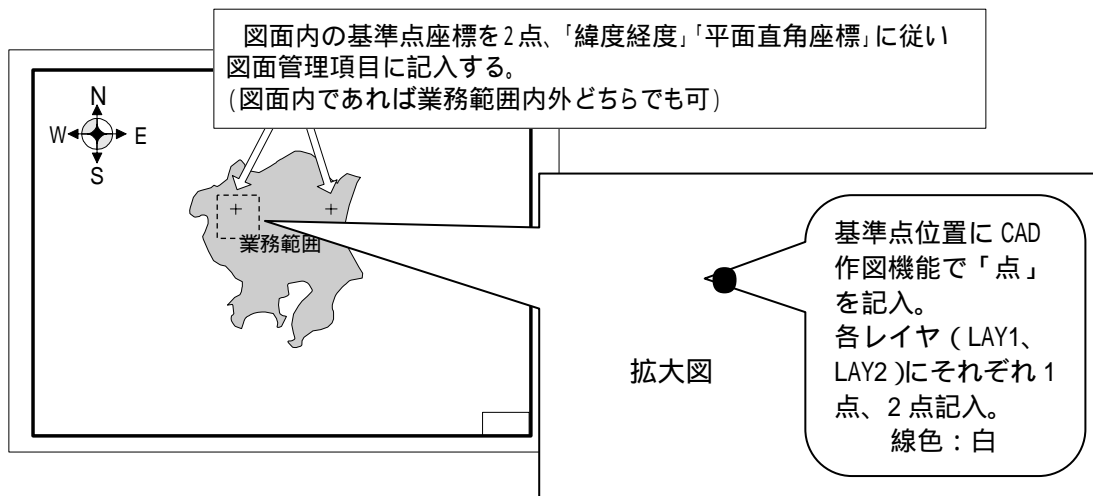 図面内の基準点座標を2点、「緯度経度」「平面直角座標」に従い
図面管理項目に記入する。
(図面内であれば業務範囲内外どちらでも可)
N
W E
S
業務範囲
基準点位置に CAD
作図機能で「点」
を記入。
各レイヤ(LAY1、
LAY2)にそれぞれ1
点、2点記入。
線色:白
拡大図